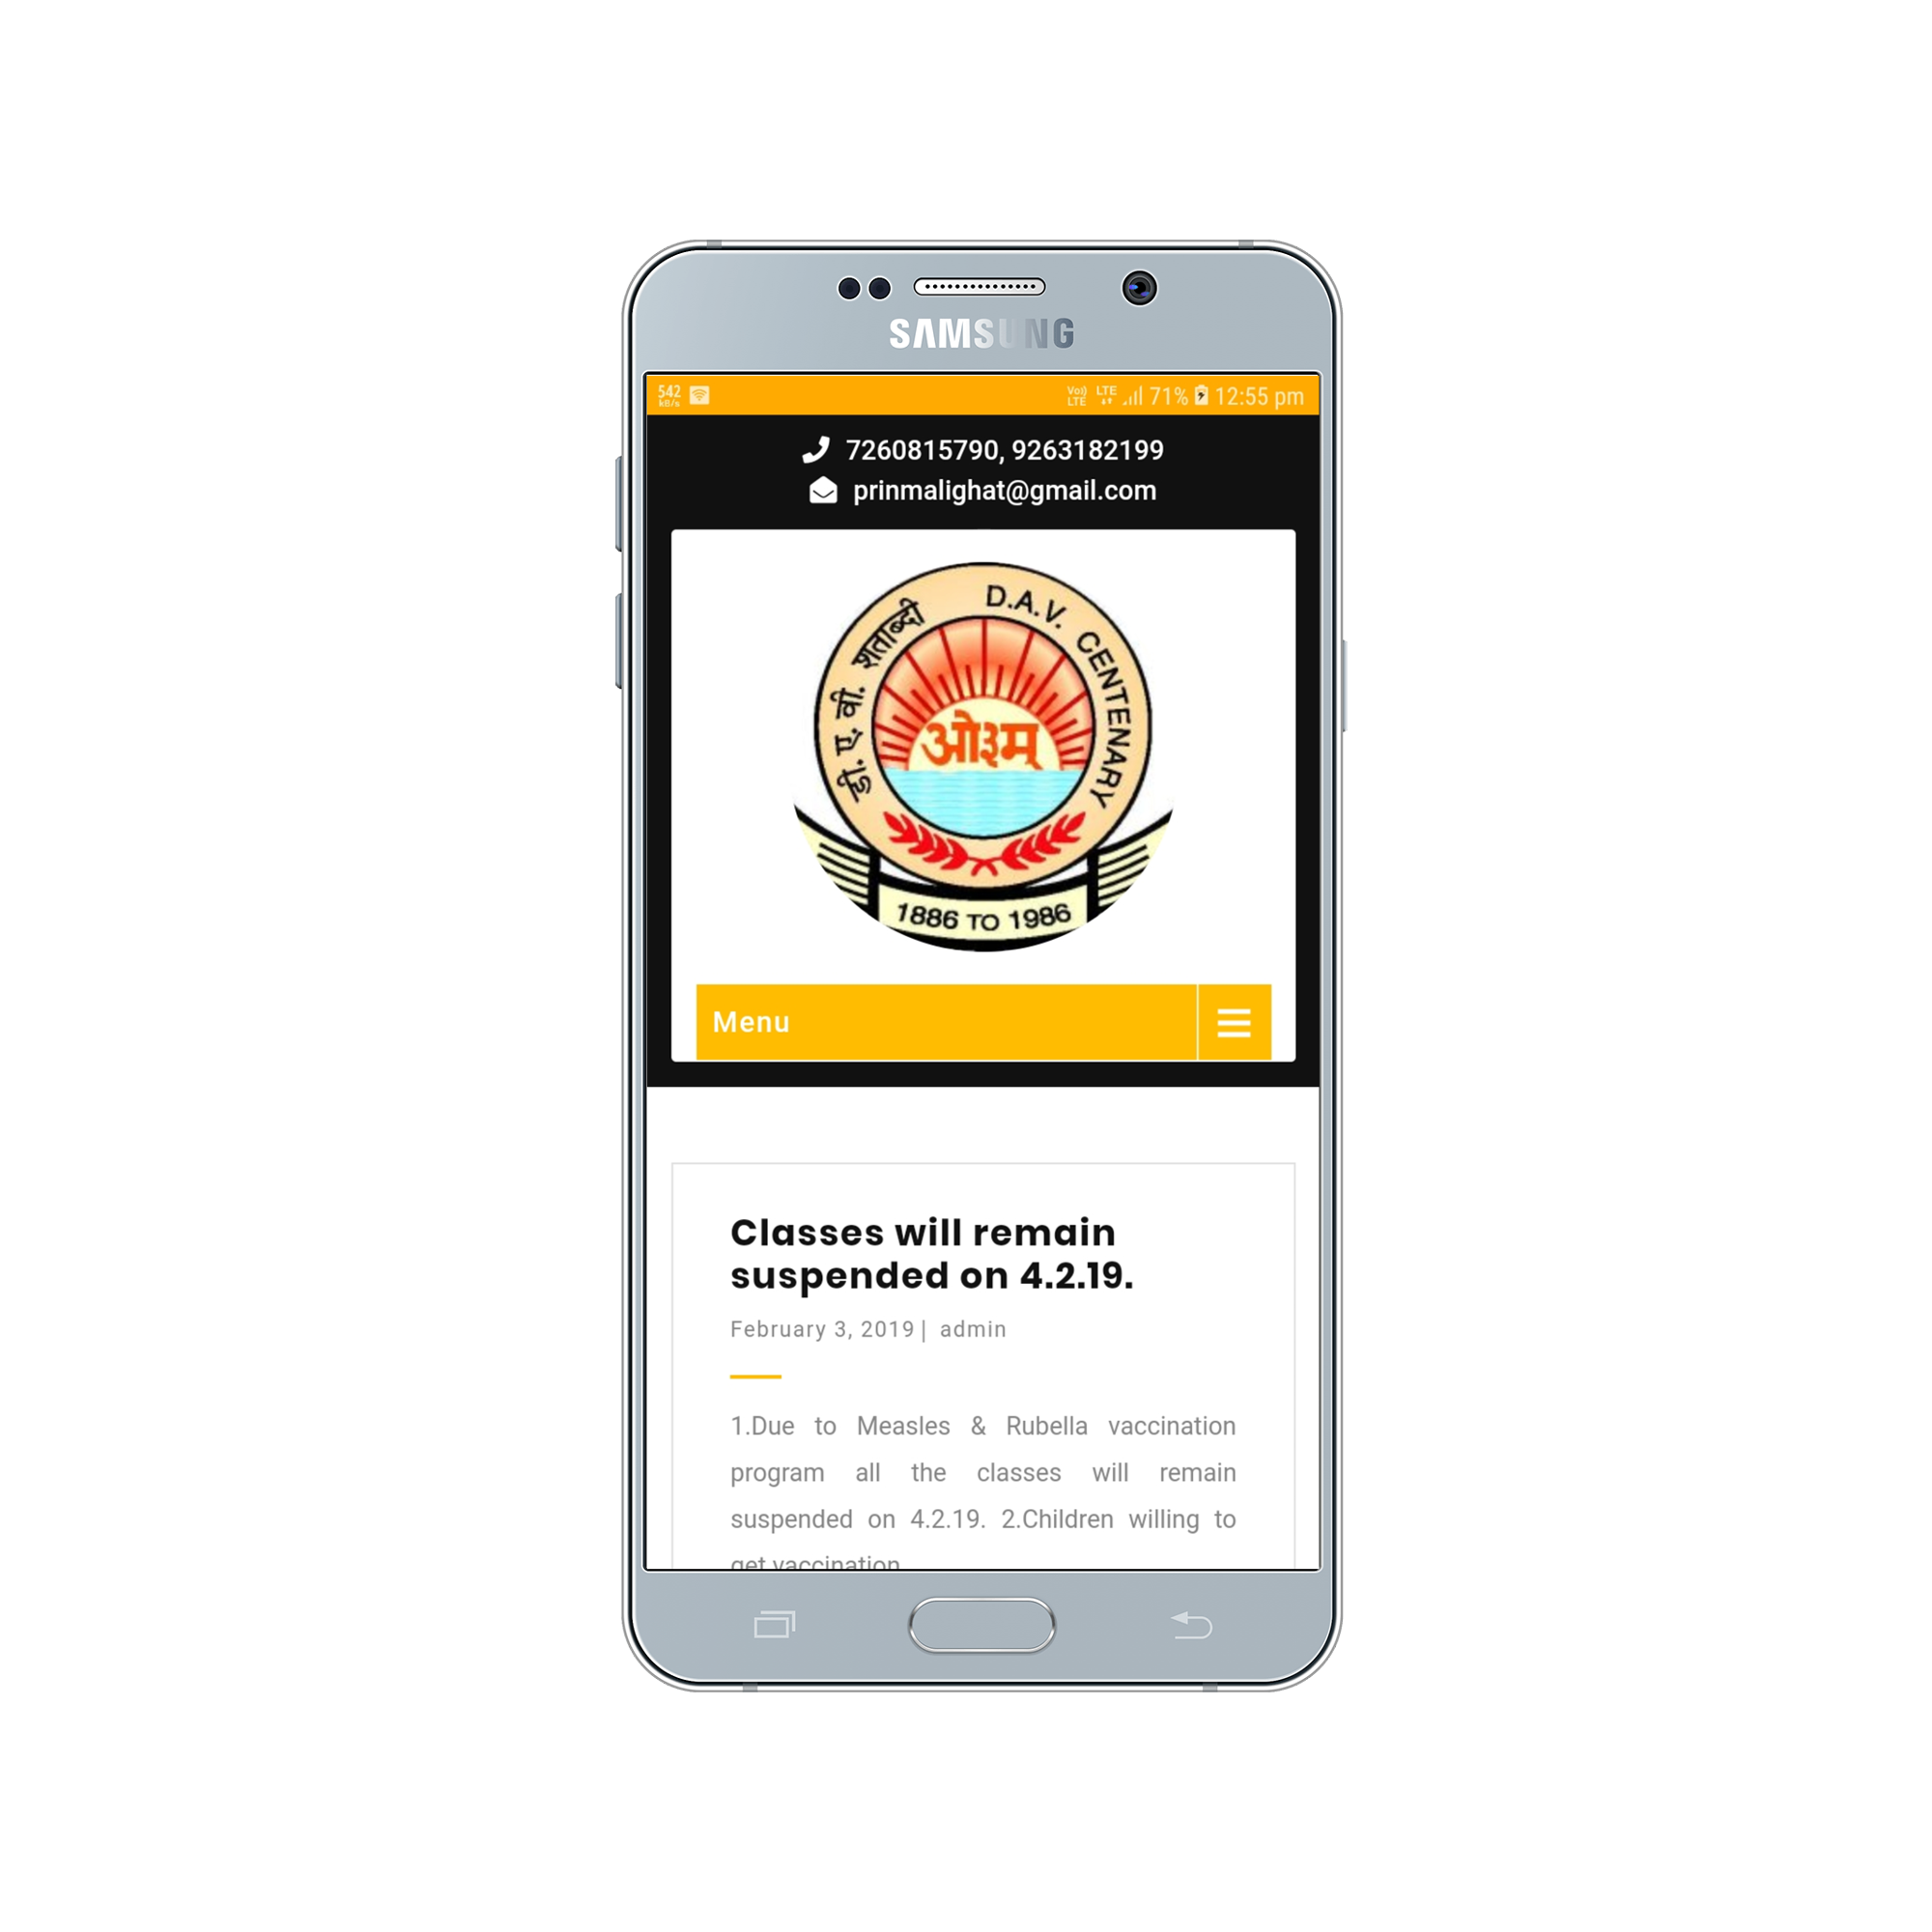 SAMSUNG
542
kB/s
Vo))
LTE
LTE
71%
12:55 pm
7260815790, 9263182199
prinmalighat@gmail.com
डी. ए. वी. शताब्दी
D.A.V. CENTENARY
ओ३म्
1886 TO 1986
Menu
Classes will remain
suspended on 4.2.19.
February 3, 2019 | admin
1.Due to Measles & Rubella vaccination
program all the classes will remain
suspended on 4.2.19. 2.Children willing to
get vaccination